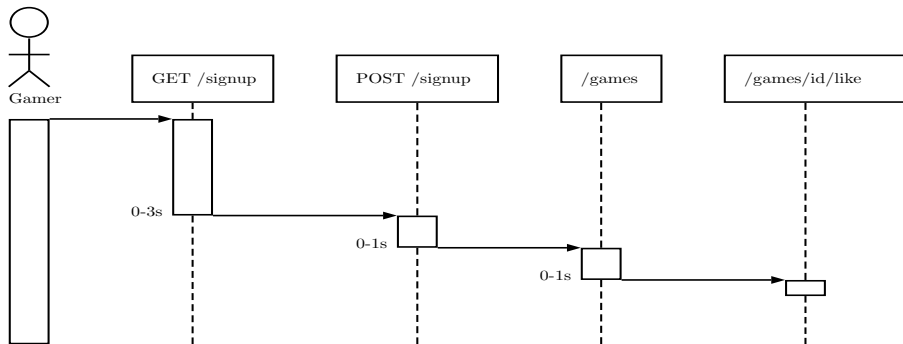 GET /signup
POST /signup
/games
/games/id/like
Gamer
0-3s
0-1s
0-1s